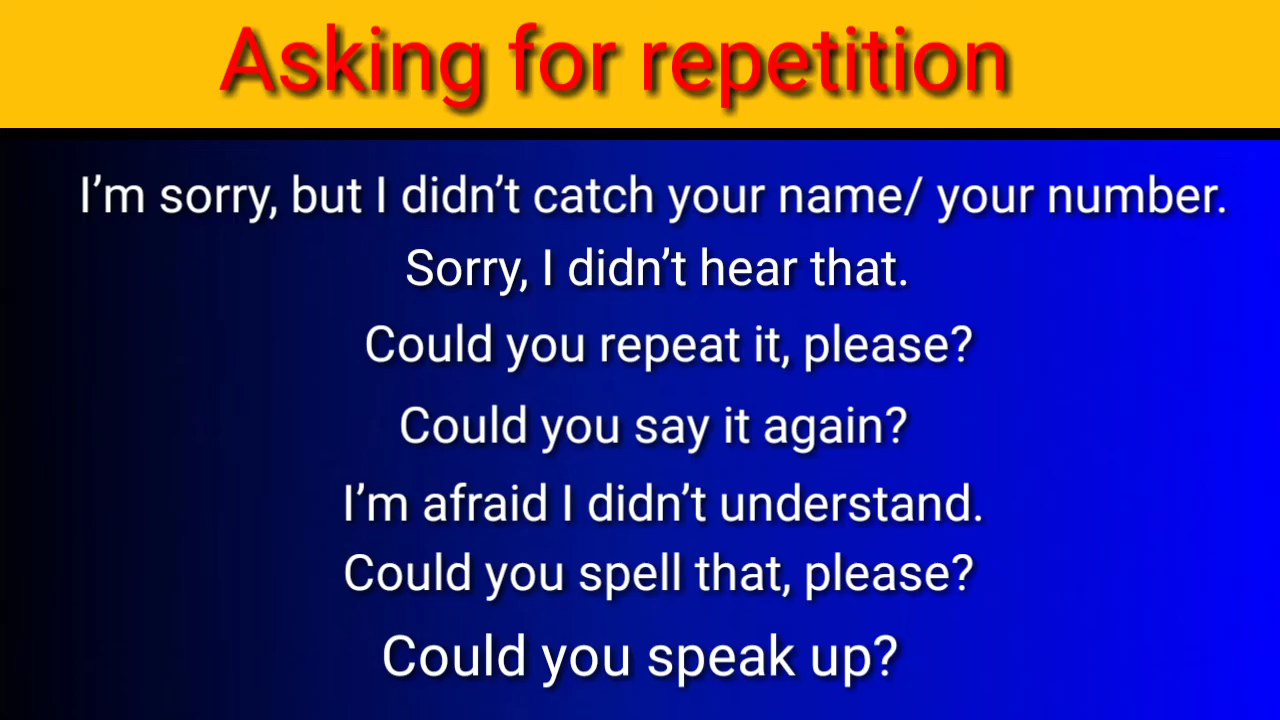 Asking for repetition
I’m sorry, but I didn’t catch your name/ your number.
Sorry, I didn’t hear that.
Could you repeat it, please?
Could you say it again?
I’m afraid I didn’t understand.
Could you spell that, please?
Could you speak up?